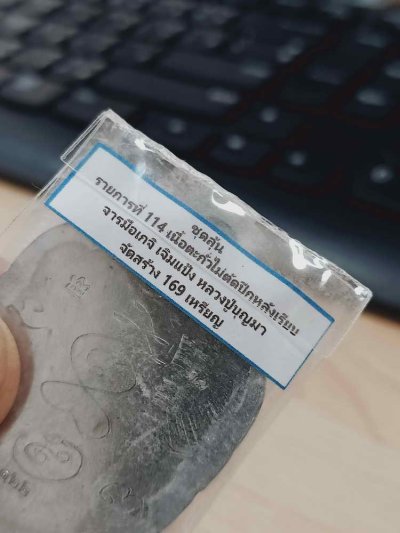 ชุดลุ้น
รายการที่ 114 เนื้อตะกั่วไม่ตัดปีกหลังเรียบ
จารมือเกจิ เจิมแป้ง หลวงปู่บุญมา
จัดสร้าง 169 เหรียญ